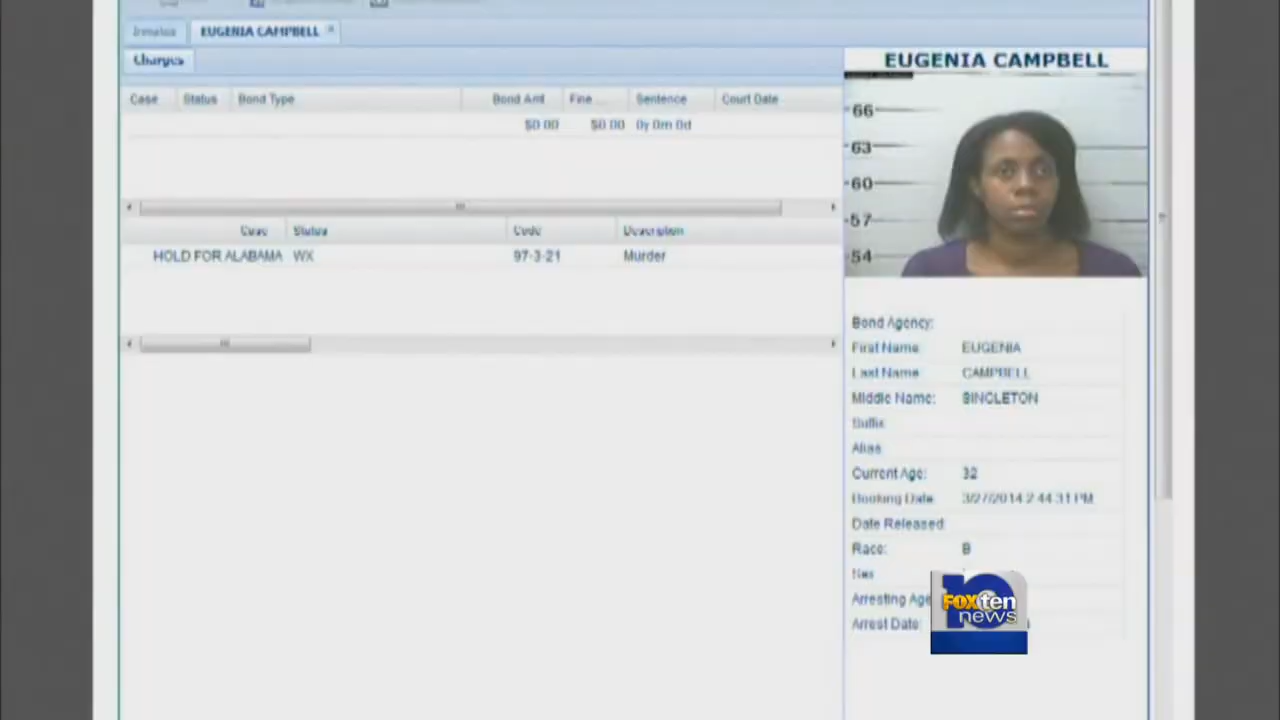 Inmates EUGENIA CAMPBELL x
Charges
Case Status Bond Type Bond Amt Fine ... Sentence Court Date
$0.00 $0.00 0y 0m 0d
Case Status Code Description
HOLD FOR ALABAMA WX 97-3-21 Murder
EUGENIA CAMPBELL
66
63
60
57
54
Bond Agency:
First Name: EUGENIA
Last Name: CAMPBELL
Middle Name: SINGLETON
Suffix
Alias
Current Age: 32
Booking Date: 3/27/2014 2:44:31 PM
Date Released:
Race: B
Sex
Arresting Age
Arrest Date:
10
FOX ten
news